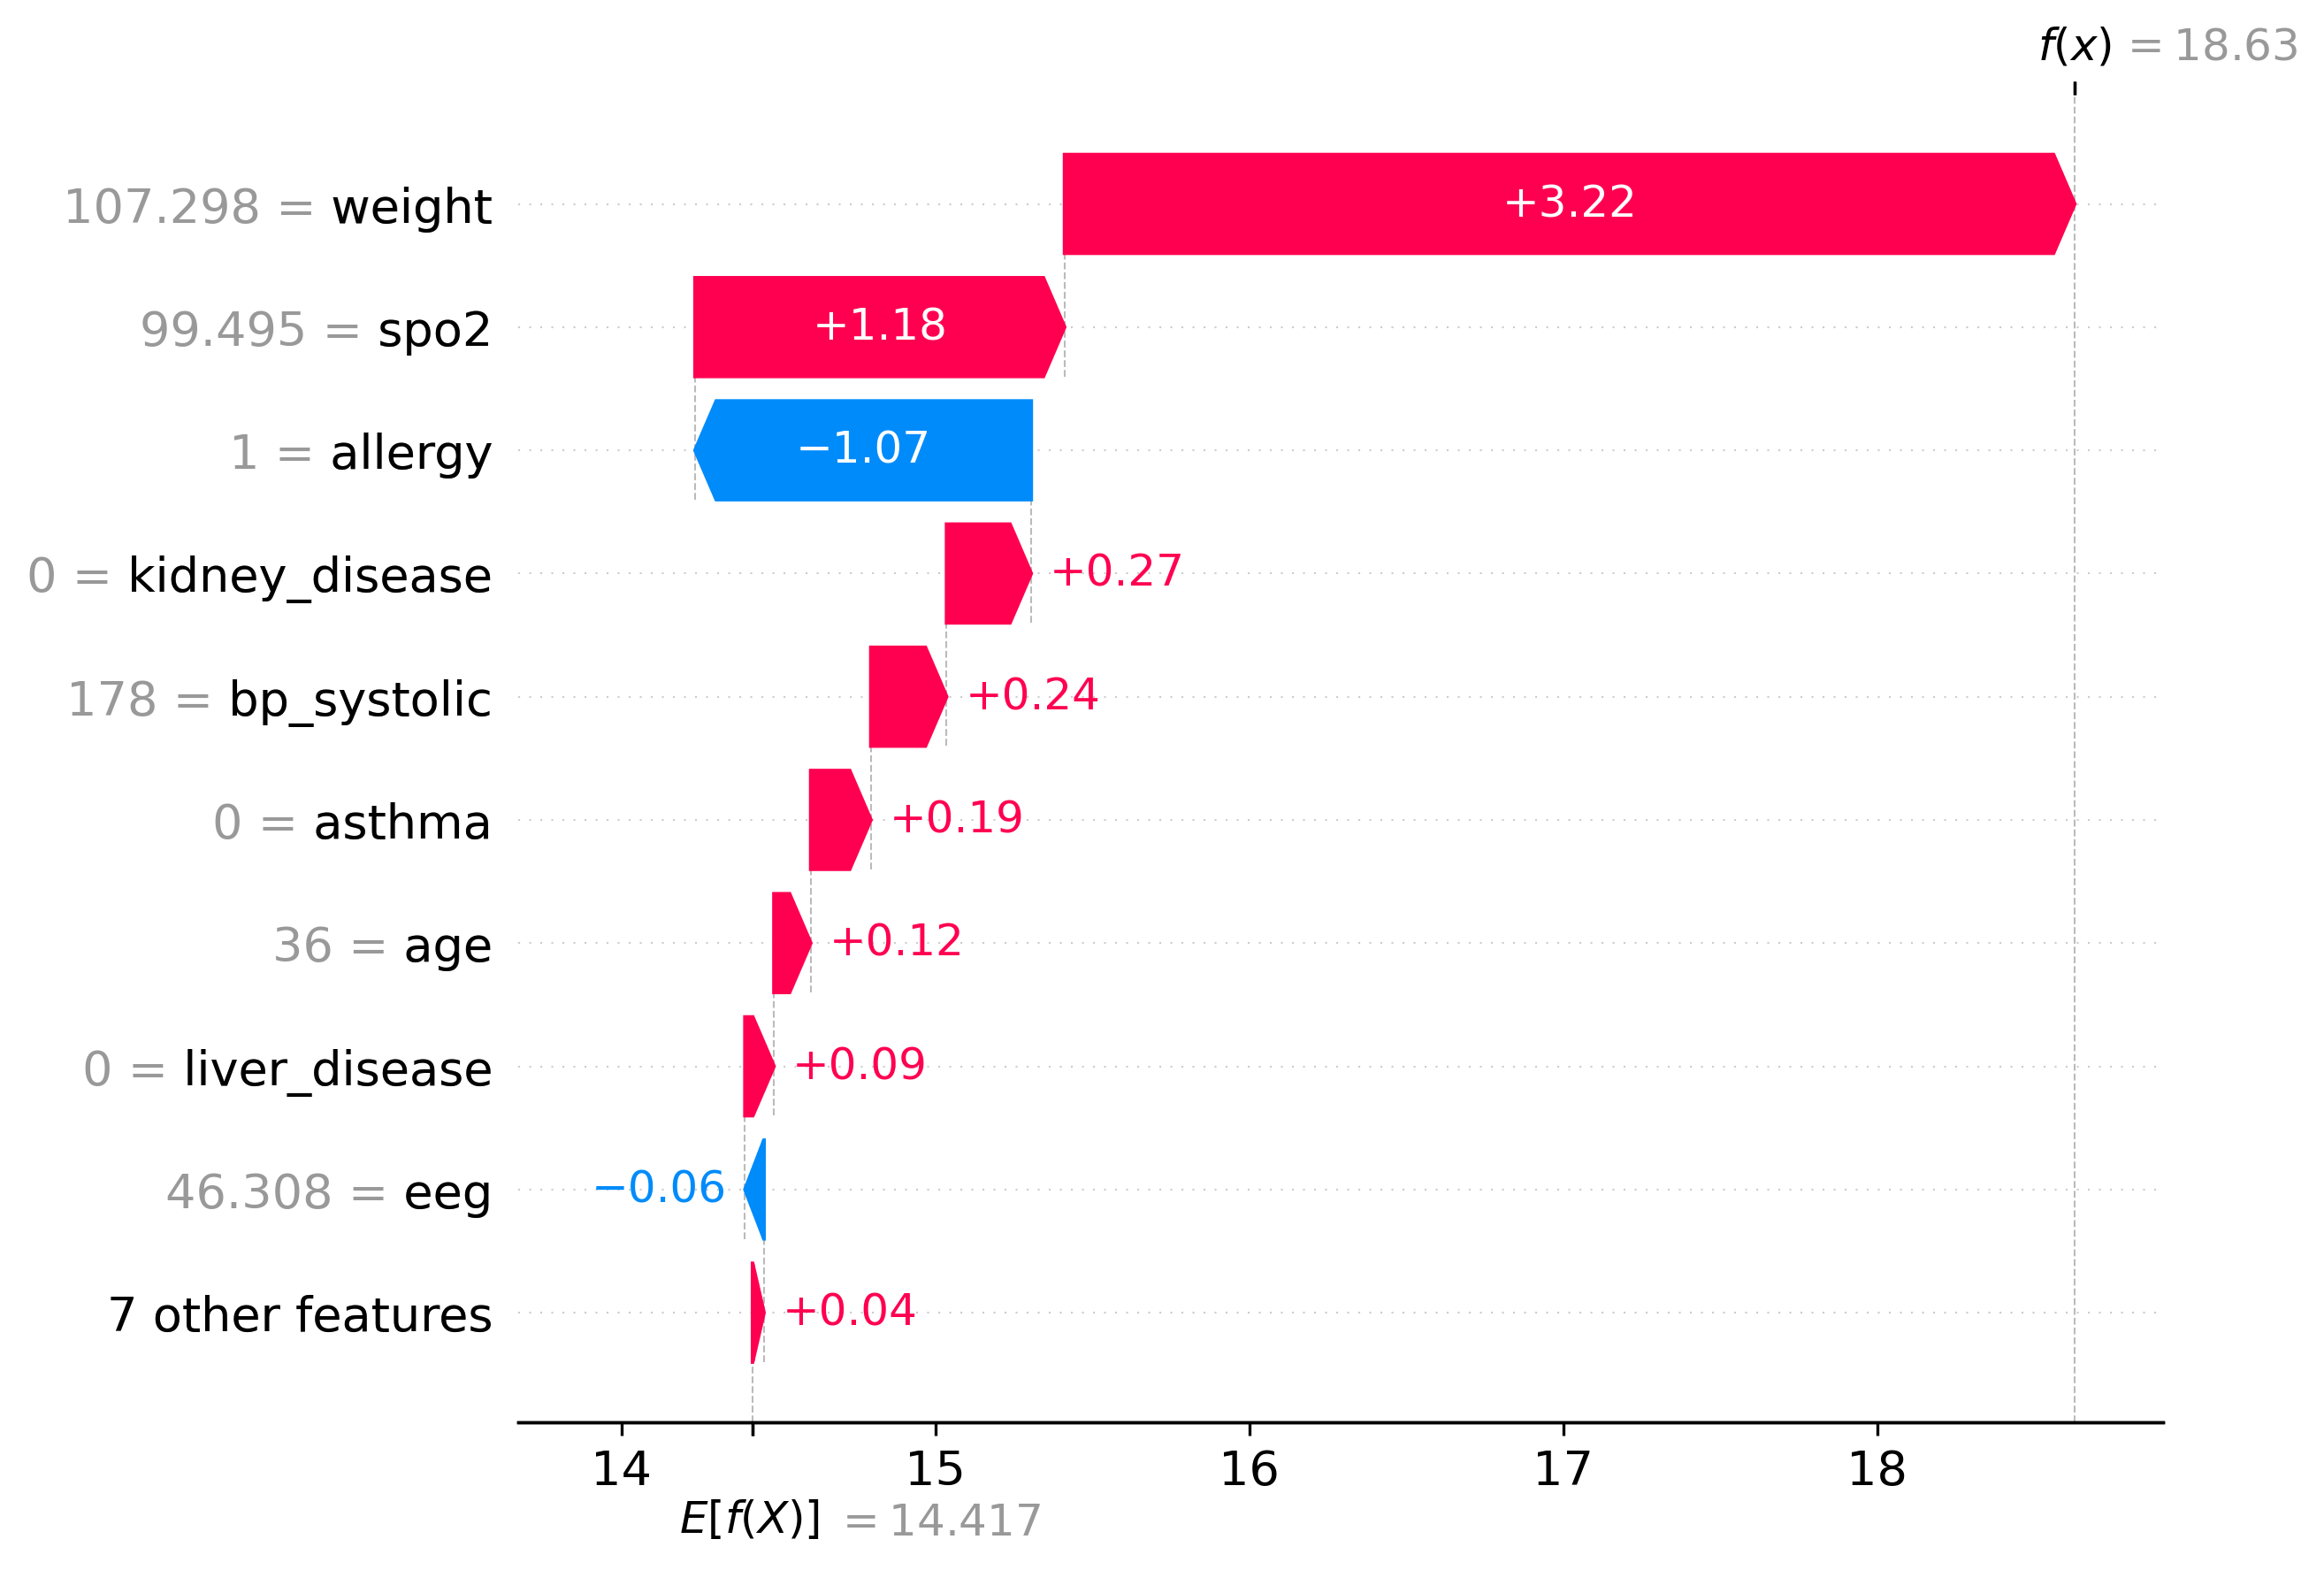 f(x) = 18.63
107.298 = weight
+3.22
99.495 = spo2
+1.18
1 = allergy
−1.07
0 = kidney_disease
+0.27
178 = bp_systolic
+0.24
0 = asthma
+0.19
36 = age
+0.12
0 = liver_disease
+0.09
46.308 = eeg
−0.06
7 other features
+0.04
14 15 16 17 18
E[f(X)] = 14.417